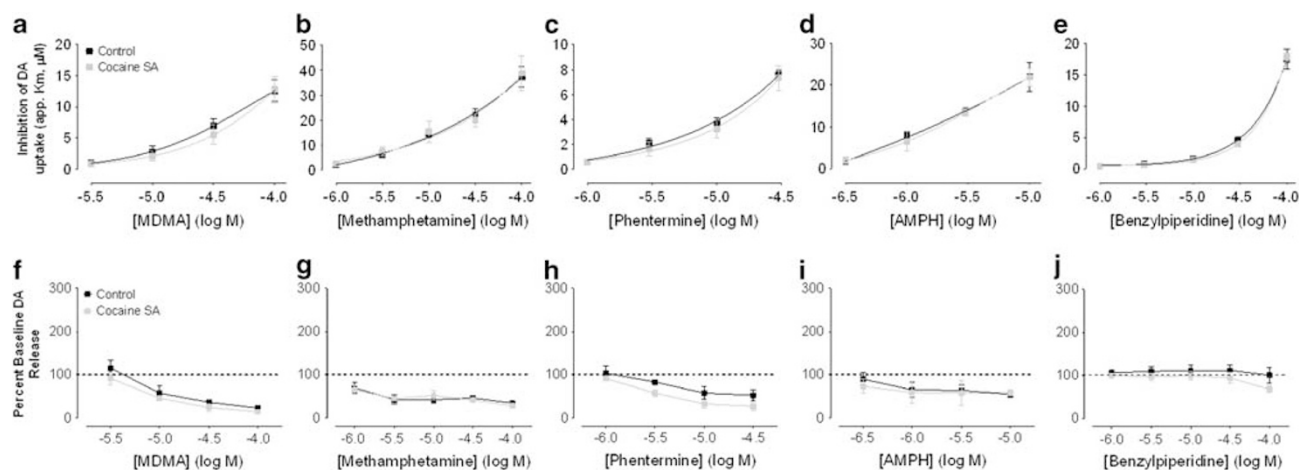 a
b
c
d
e
Inhibition of DA
uptake (app. Km, µM)
20
15
10
5
0
Control
Cocaine SA
-5.5 -5.0 -4.5 -4.0
[MDMA] (log M)
50
40
30
20
10
0
-6.0 -5.5 -5.0 -4.5 -4.0
[Methamphetamine] (log M)
12
10
8
6
4
2
0
-6.0 -5.5 -5.0 -4.5
[Phentermine] (log M)
30
20
10
0
-6.5 -6.0 -5.5 -5.0
[AMPH] (log M)
20
15
10
5
0
-6.0 -5.5 -5.0 -4.5 -4.0
[Benzylpiperidine] (log M)
f
g
h
i
j
Percent Baseline DA
Release
300
200
100
0
Control
Cocaine SA
-5.5 -5.0 -4.5 -4.0
[MDMA] (log M)
300
200
100
0
-6.0 -5.5 -5.0 -4.5 -4.0
[Methamphetamine] (log M)
300
200
100
0
-6.0 -5.5 -5.0 -4.5
[Phentermine] (log M)
300
200
100
0
-6.5 -6.0 -5.5 -5.0
[AMPH] (log M)
300
200
100
0
-6.0 -5.5 -5.0 -4.5 -4.0
[Benzylpiperidine] (log M)